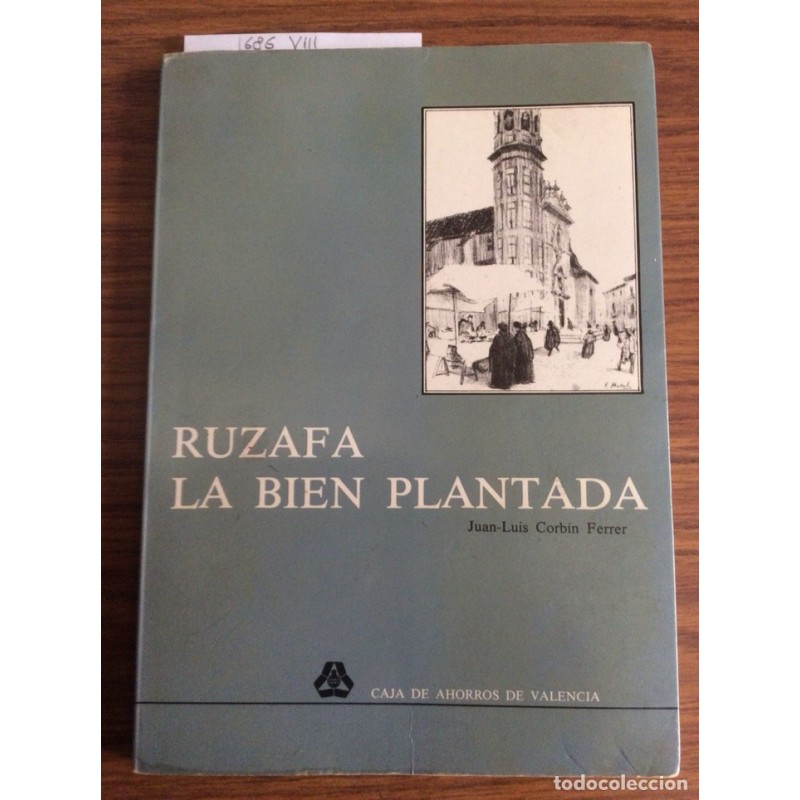 1686 VIII
RUZAFA
LA BIEN PLANTADA
Juan-Luis Corbín Ferrer
CAJA DE AHORROS DE VALENCIA
todocoleccion